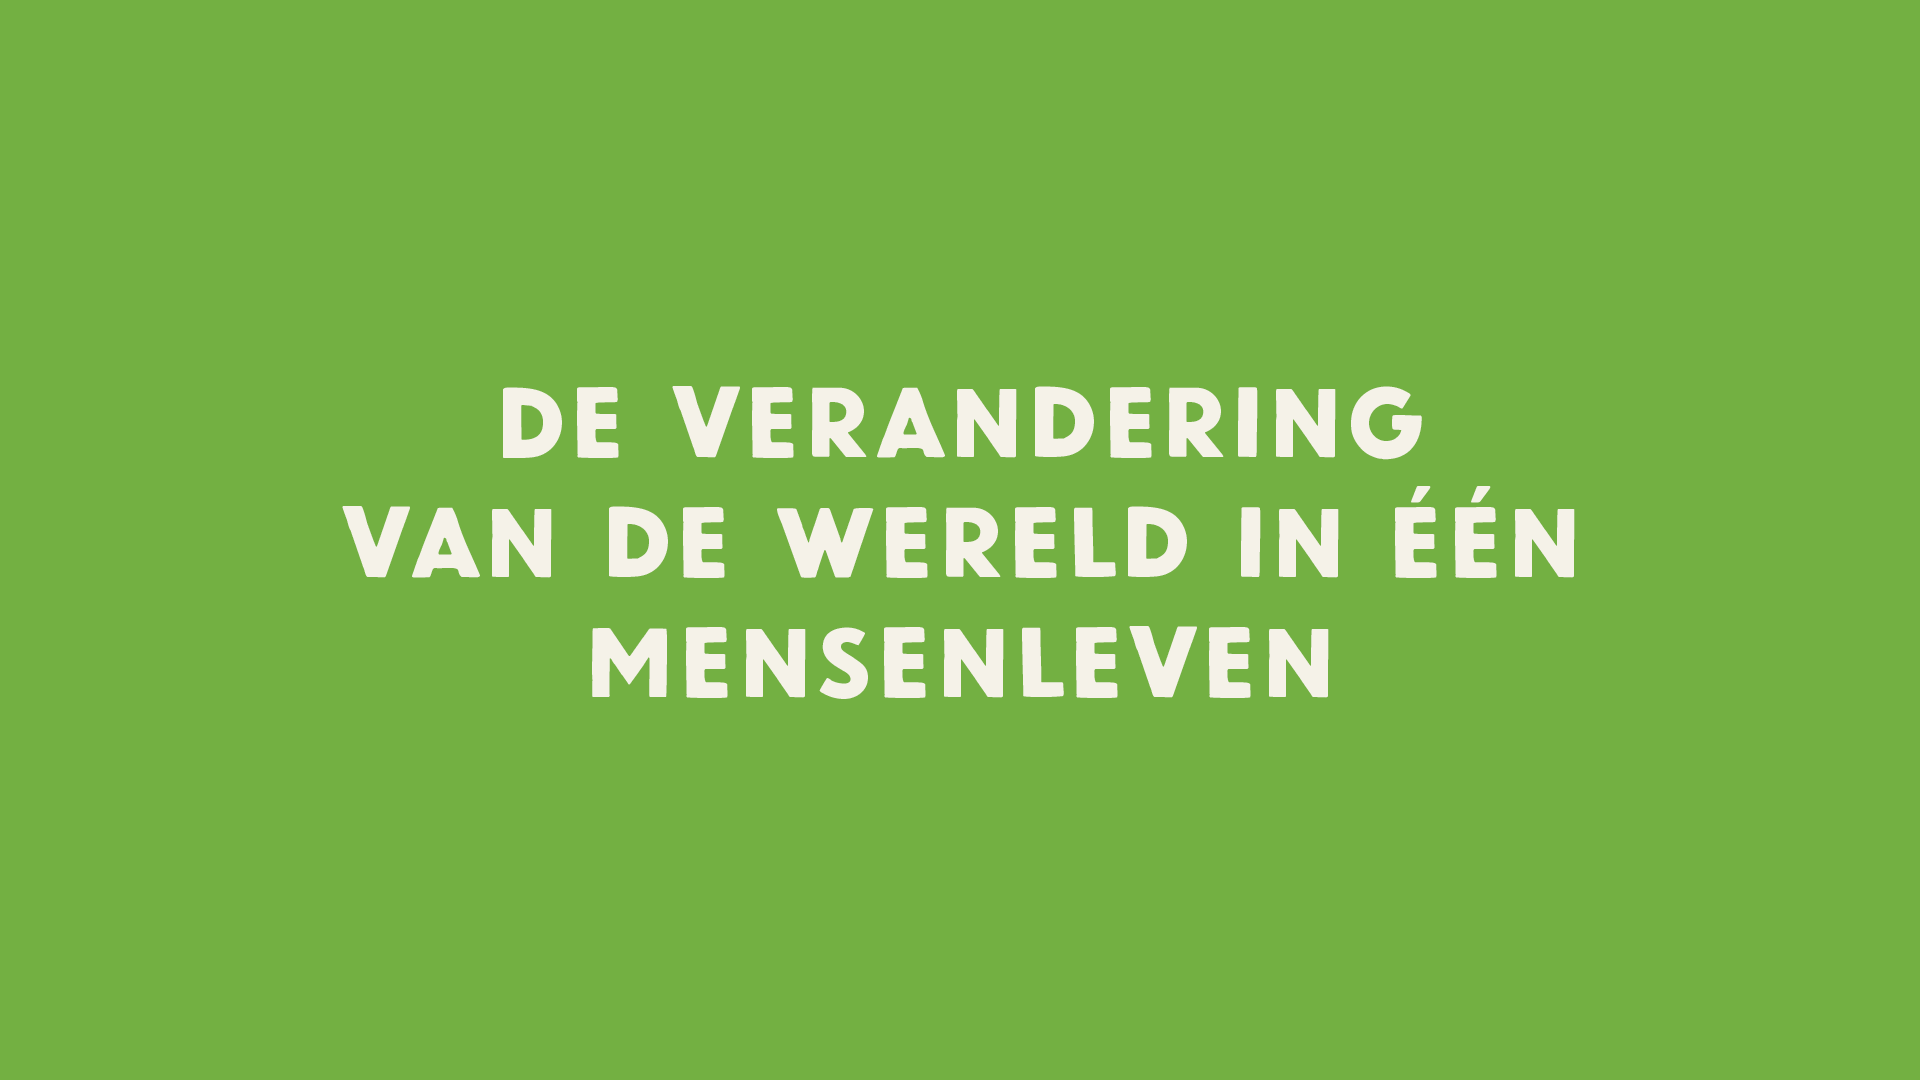 DE VERANDERING
VAN DE WERELD IN ÉÉN
MENSENLEVEN